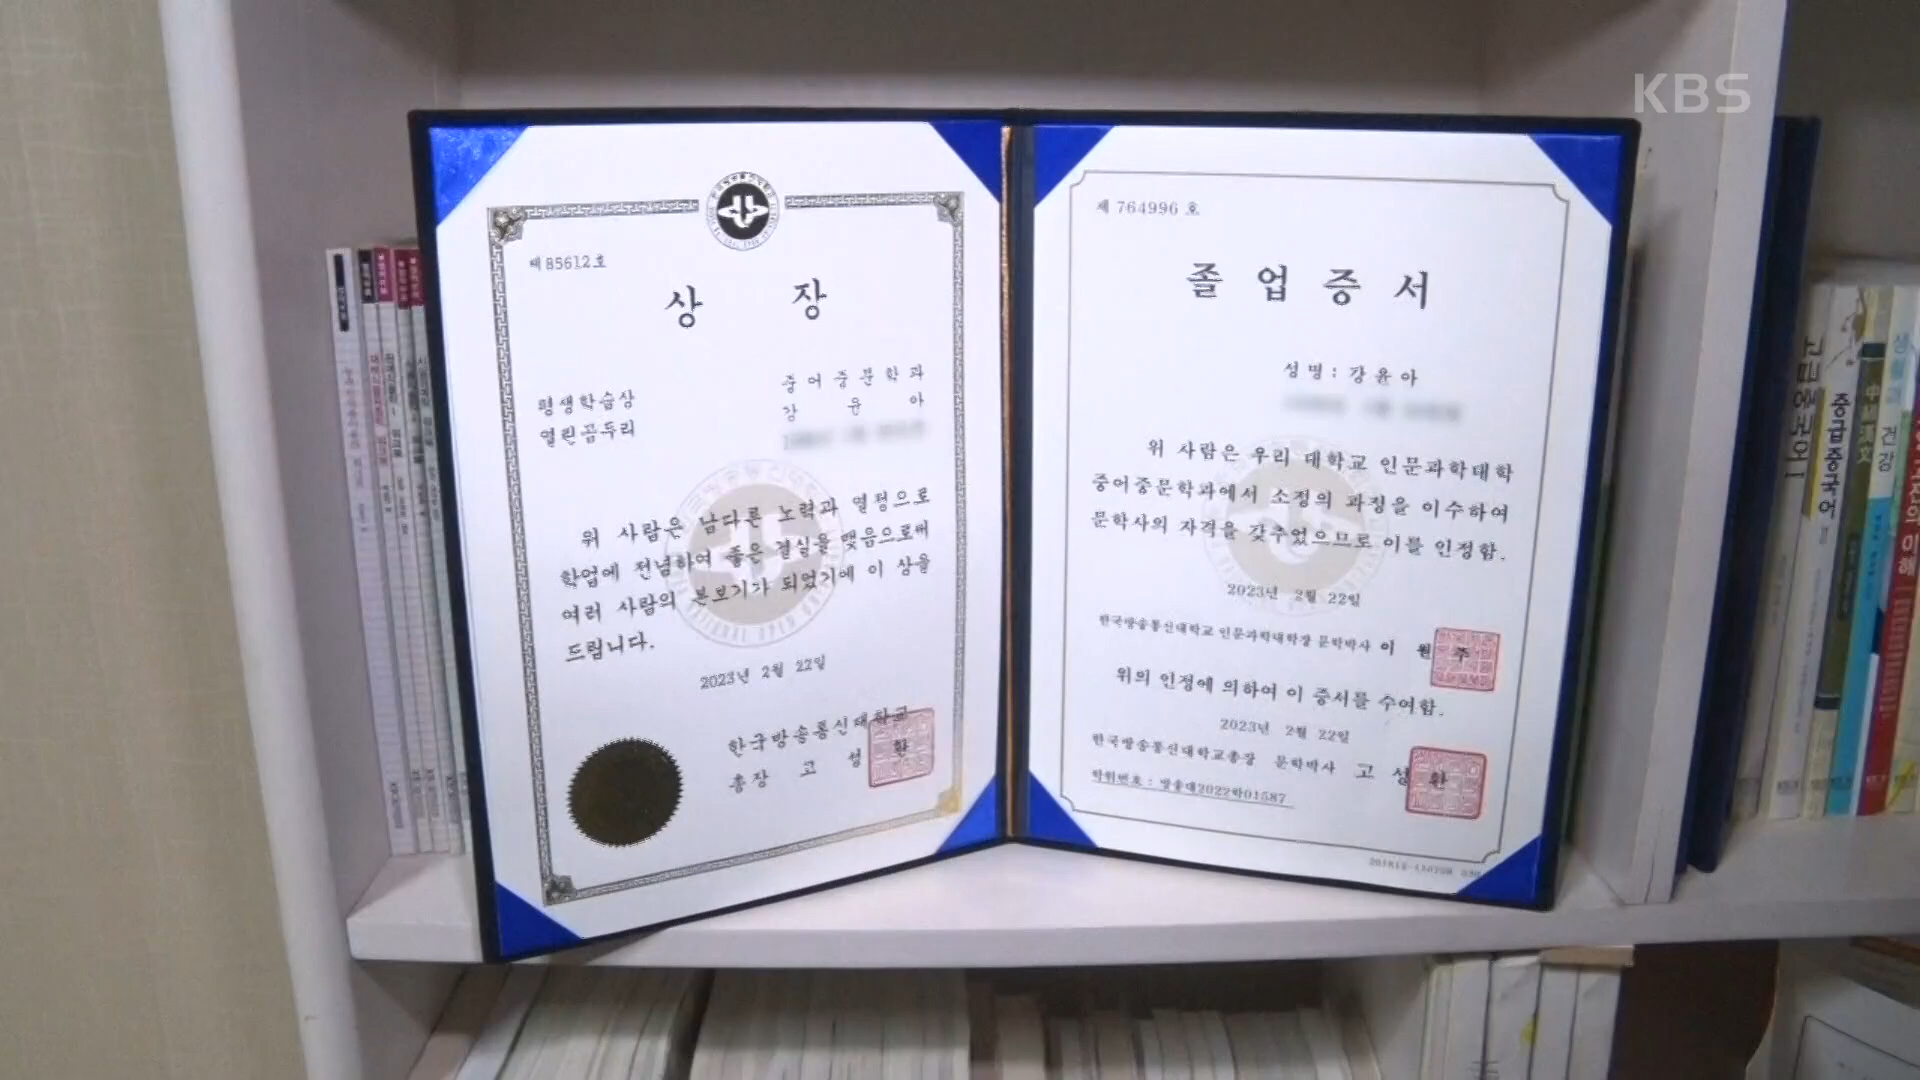 KBS
제 85612 호
상 장
평생학습상
열린곰두리
중어중문학과
강 윤 아
위 사람은 남다른 노력과 열정으로
학업에 전념하여 좋은 결실을 맺음으로써
여러 사람의 본보기가 되었기에 이 상을
드립니다.
2023년 2월 22일
한국방송통신대학교
총장 고 성 환
제 764996 호
졸 업 증 서
성 명 : 강 윤 아
위 사람은 우리 대학교 인문과학대학
중어중문학과에서 소정의 과정을 이수하여
문학사의 자격을 갖추었으므로 이를 인정함.
2023년 2월 22일
한국방송통신대학교 인문과학대학장 문학박사 이 원 주
위의 인정에 의하여 이 증서를 수여함.
2023년 2월 22일
한국방송통신대학교총장 문학박사 고 성 환
학위번호 : 방송대2022학01587
중급중국어
건강